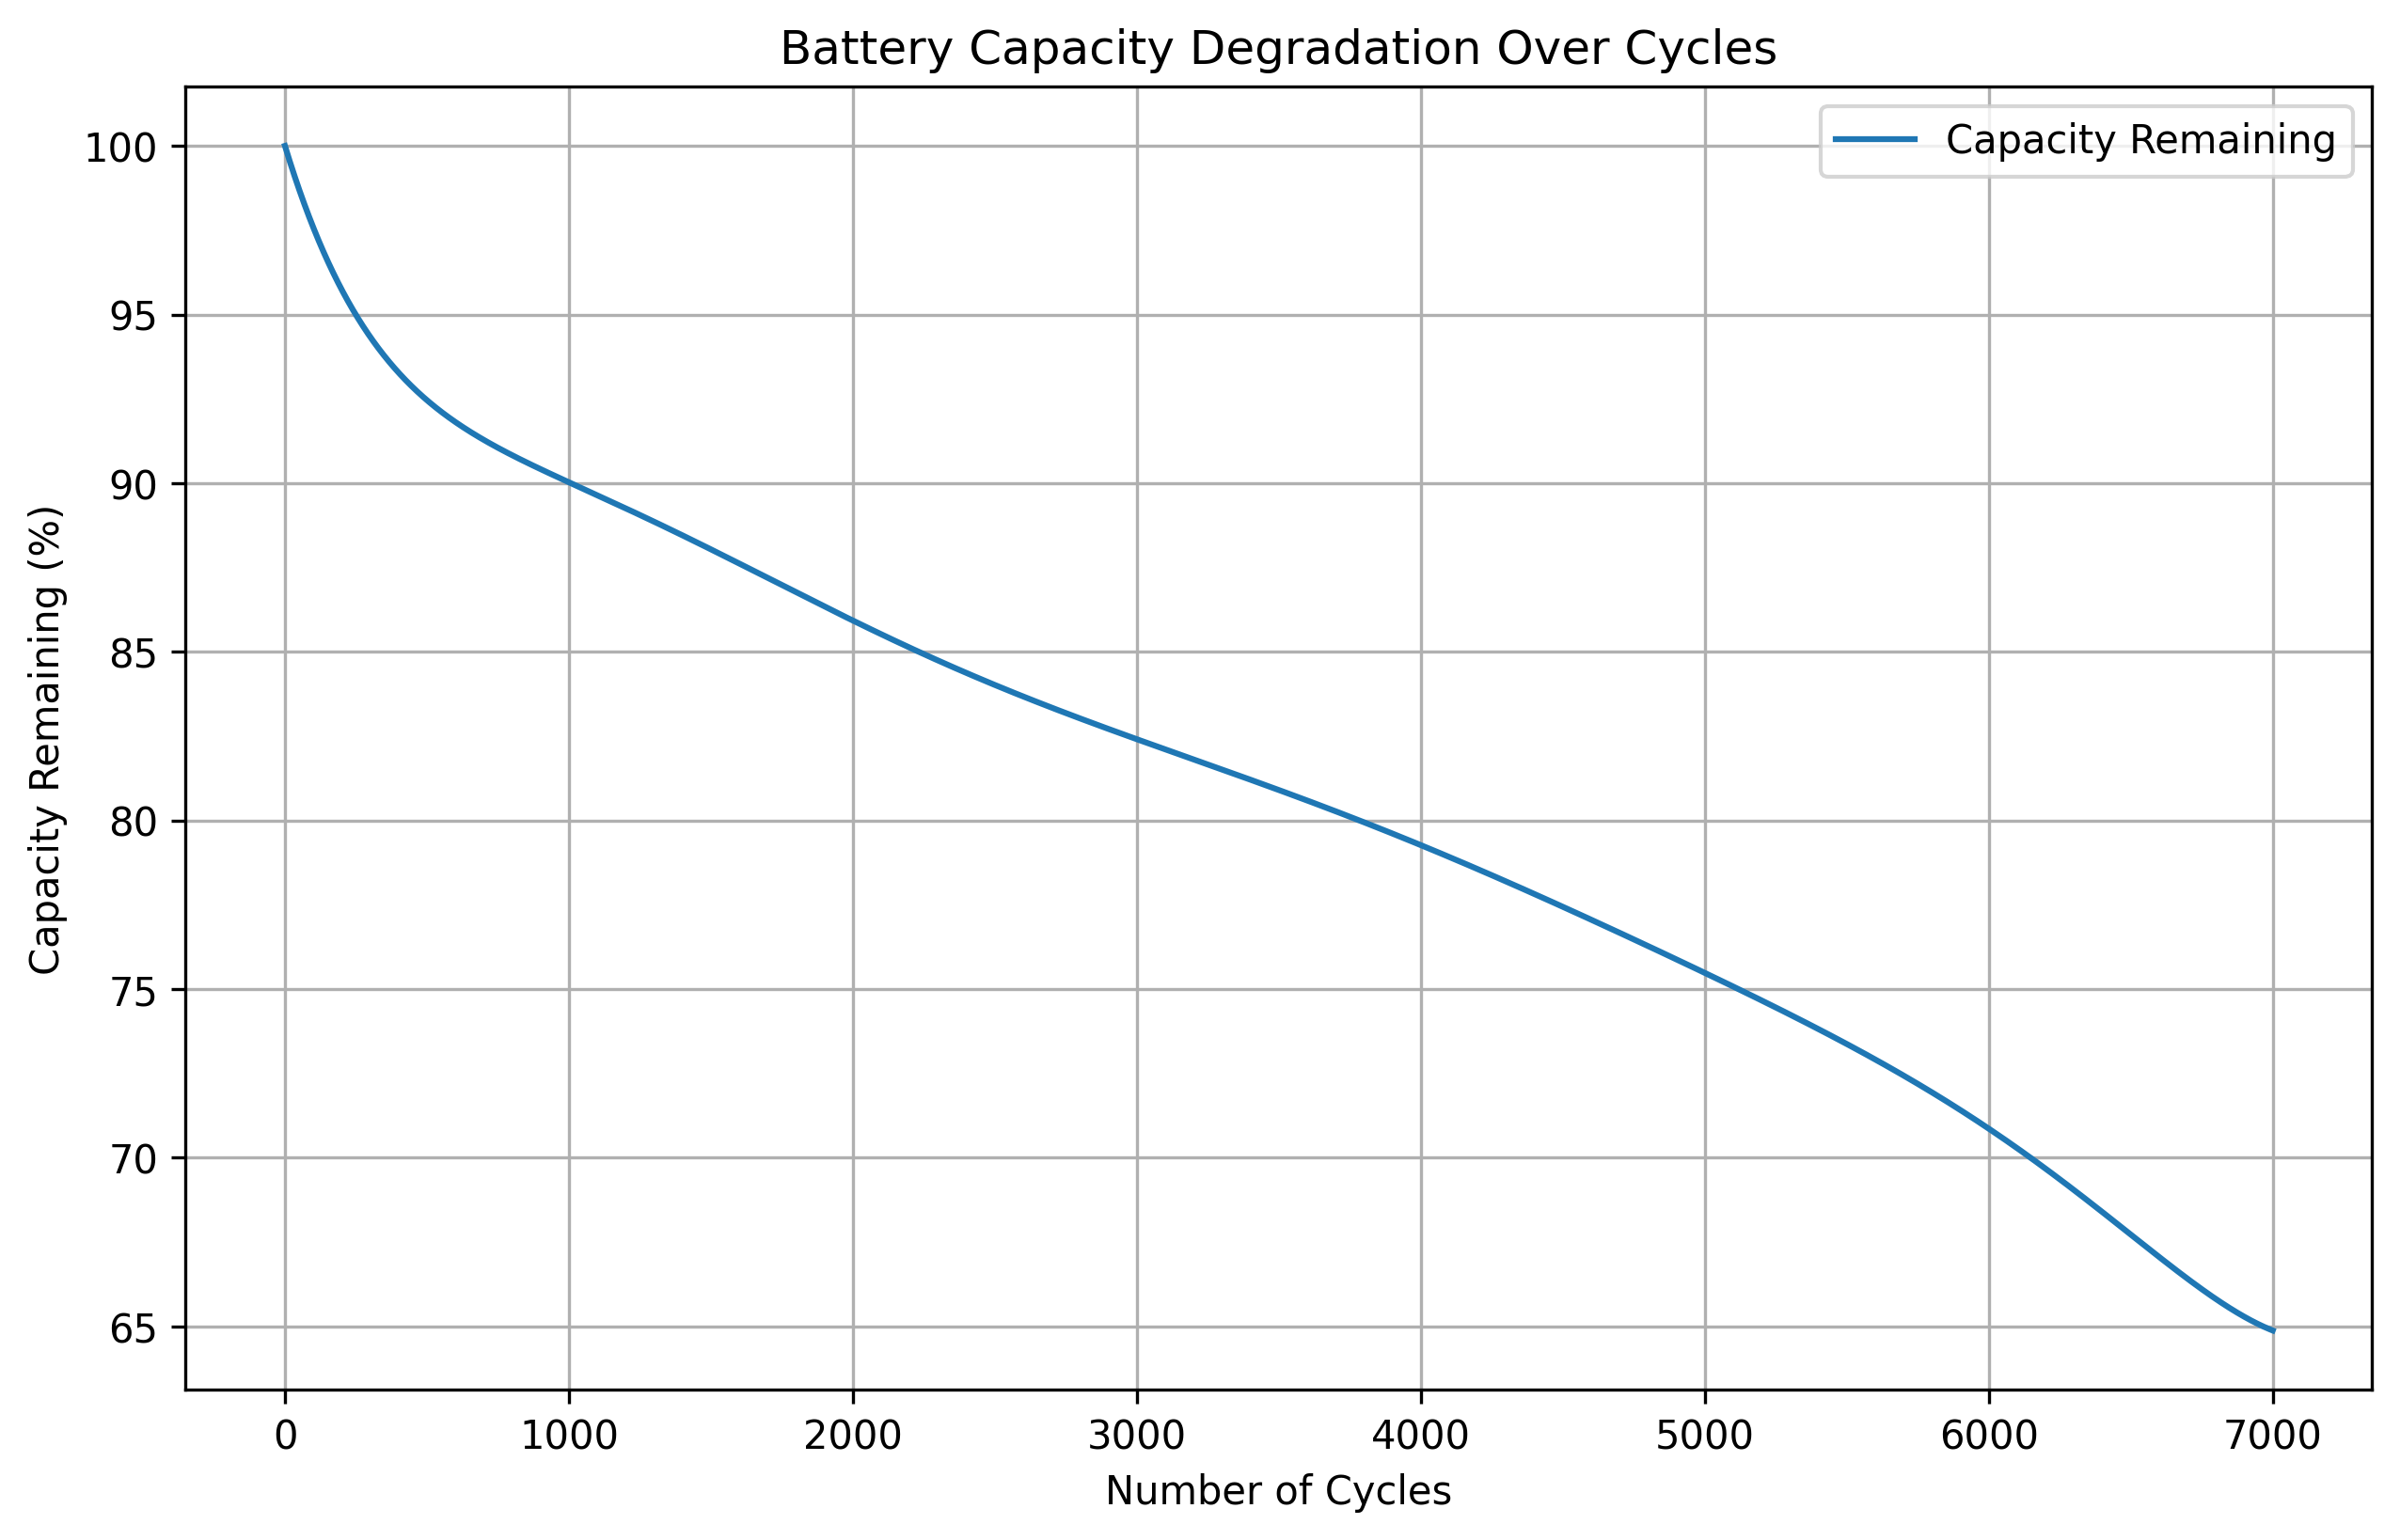 Battery Capacity Degradation Over Cycles
Capacity Remaining
Capacity Remaining (%)
100
95
90
85
80
75
70
65
0 1000 2000 3000 4000 5000 6000 7000
Number of Cycles